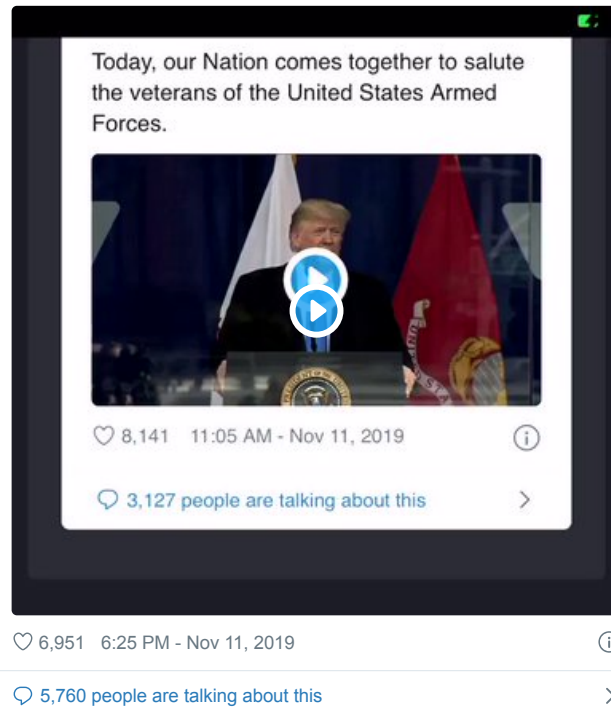 Today, our Nation comes together to salute
the veterans of the United States Armed
Forces.
8,141 11:05 AM - Nov 11, 2019
3,127 people are talking about this
6,951 6:25 PM - Nov 11, 2019
5,760 people are talking about this